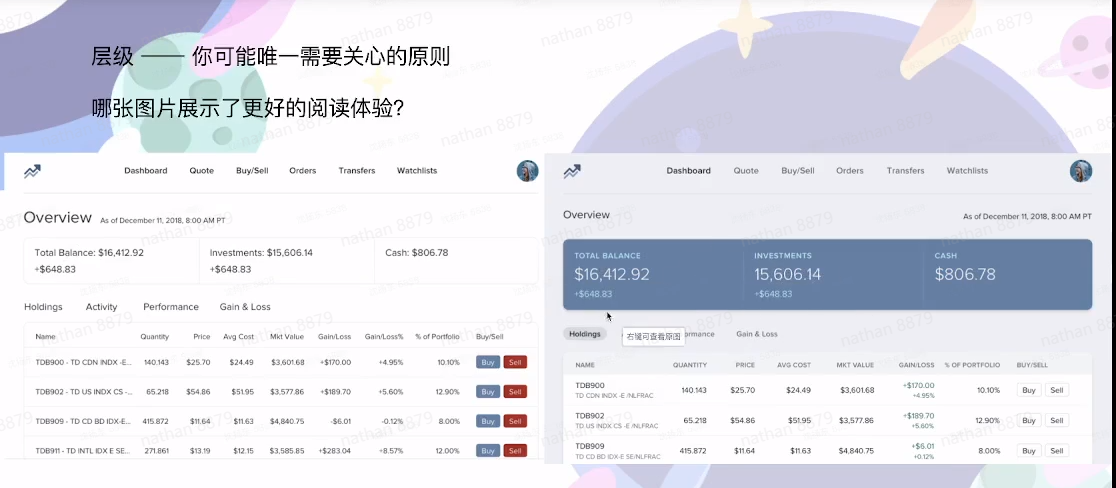 层级 —— 你可能唯一需要关心的原则
哪张图片展示了更好的阅读体验?
Dashboard Quote Buy/Sell Orders Transfers Watchlists
Overview As of December 11, 2018, 8:00 AM PT
Total Balance: $16,412.92 Investments: $15,606.14 Cash: $806.78
+$648.83 +$648.83
Holdings Activity Performance Gain & Loss
Name Quantity Price Avg Cost Mkt Value Gain/Loss Gain/Loss% % of Portfolio Buy/Sell
TDB900 - TD CDN INDX -E... 140.143 $25.70 $24.49 $3,601.68 +$170.00 +4.95% 10.10% Buy Sell
TDB902 - TD US INDX CS -... 65.218 $54.86 $51.95 $3,577.86 +$189.70 +5.60% 12.90% Buy Sell
TDB909 - TD CD BD IDX-E... 415.872 $11.64 $11.63 $4,840.75 -$6.01 -0.12% 8.00% Buy Sell
TDB911 - TD INTL IDX E SE... 271.861 $13.19 $12.15 $3,585.85 +$283.04 +8.57% 12.00% Buy Sell
Dashboard Quote Buy/Sell Orders Transfers Watchlists
Overview As of December 11, 2018, 8:00 AM PT
TOTAL BALANCE INVESTMENTS CASH
$16,412.92 15,606.14 $806.78
+$648.83 +$648.83
Holdings 右键可查看原图 ormance Gain & Loss
NAME QUANTITY PRICE AVG COST MKT VALUE GAIN/LOSS % OF PORTFOLIO BUY/SELL
TDB900 140.143 $25.70 $24.49 $3,601.68 +$170.00 10.10% Buy Sell
TD CDN INDX -E /NLFRAC +4.95%
TDB902 65.218 $54.86 $51.95 $3,577.86 +$189.70 12.90% Buy Sell
TD US INDX CS -E /NLFRAC +5.60%
TDB909 415.872 $11.64 $11.63 $4,840.75 +$6.01 8.00% Buy Sell
TD CD BD IDX-E SE/NLFRAC +0.12%
nathan 8879